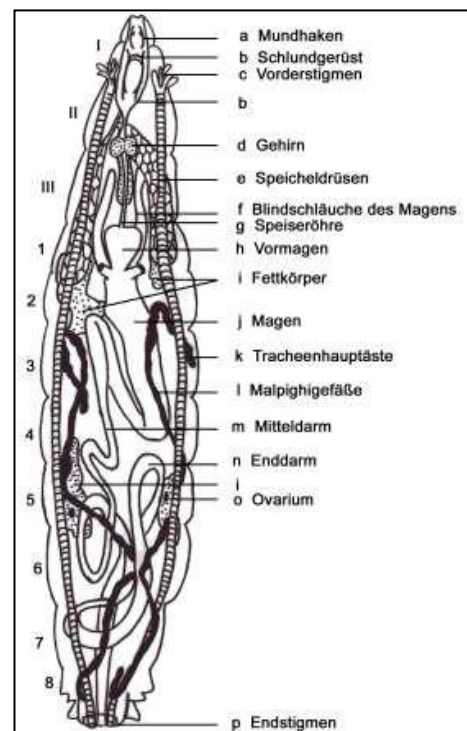 I
II
III
1
2
3
4
5
6
7
8
a Mundhaken
b Schlundgerüst
c Vorderstigmen
b
d Gehirn
e Speicheldrüsen
f Blindschläuche des Magens
g Speiseröhre
h Vormagen
i Fettkörper
j Magen
k Tracheenhauptäste
l Malpighigefäße
m Mitteldarm
n Enddarm
i
o Ovarium
p Endstigmen